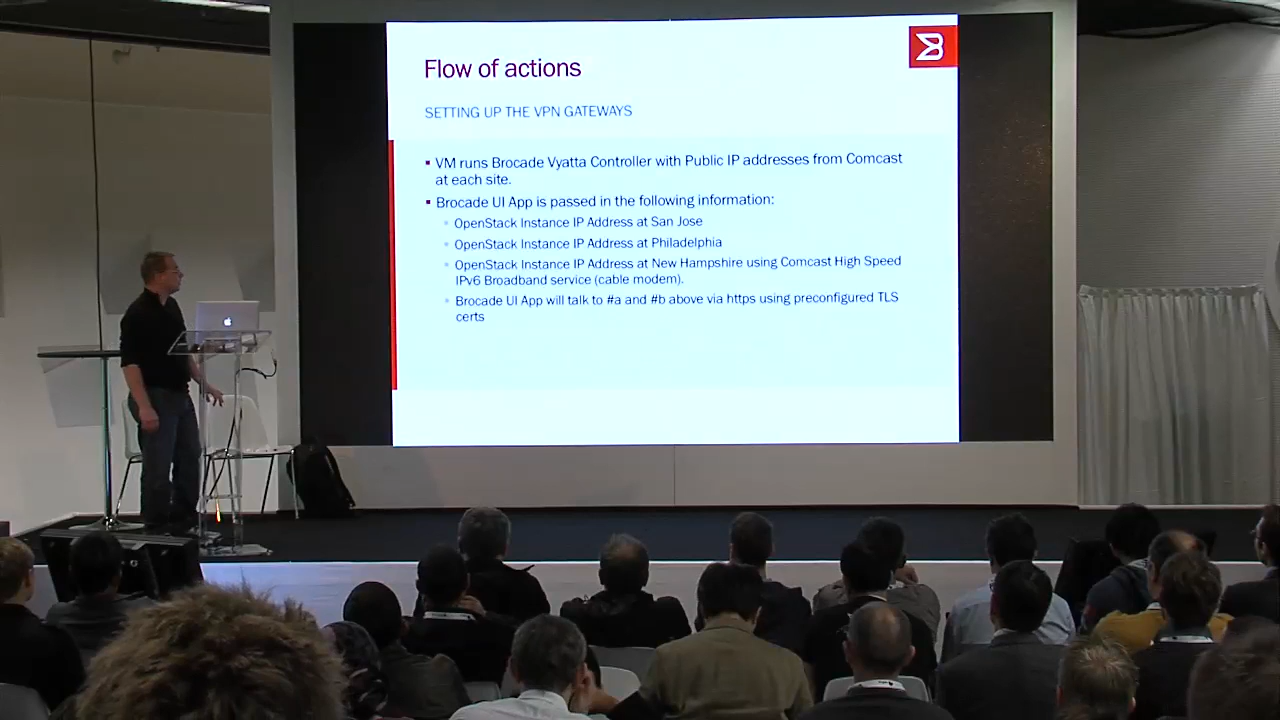 Flow of actions
SETTING UP THE VPN GATEWAYS
▪ VM runs Brocade Vyatta Controller with Public IP addresses from Comcast
at each site.
▪ Brocade UI App is passed in the following information:
▪ OpenStack Instance IP Address at San Jose
▪ OpenStack Instance IP Address at Philadelphia
▪ OpenStack Instance IP Address at New Hampshire using Comcast High Speed
IPv6 Broadband service (cable modem).
▪ Brocade UI App will talk to #a and #b above via https using preconfigured TLS
certs